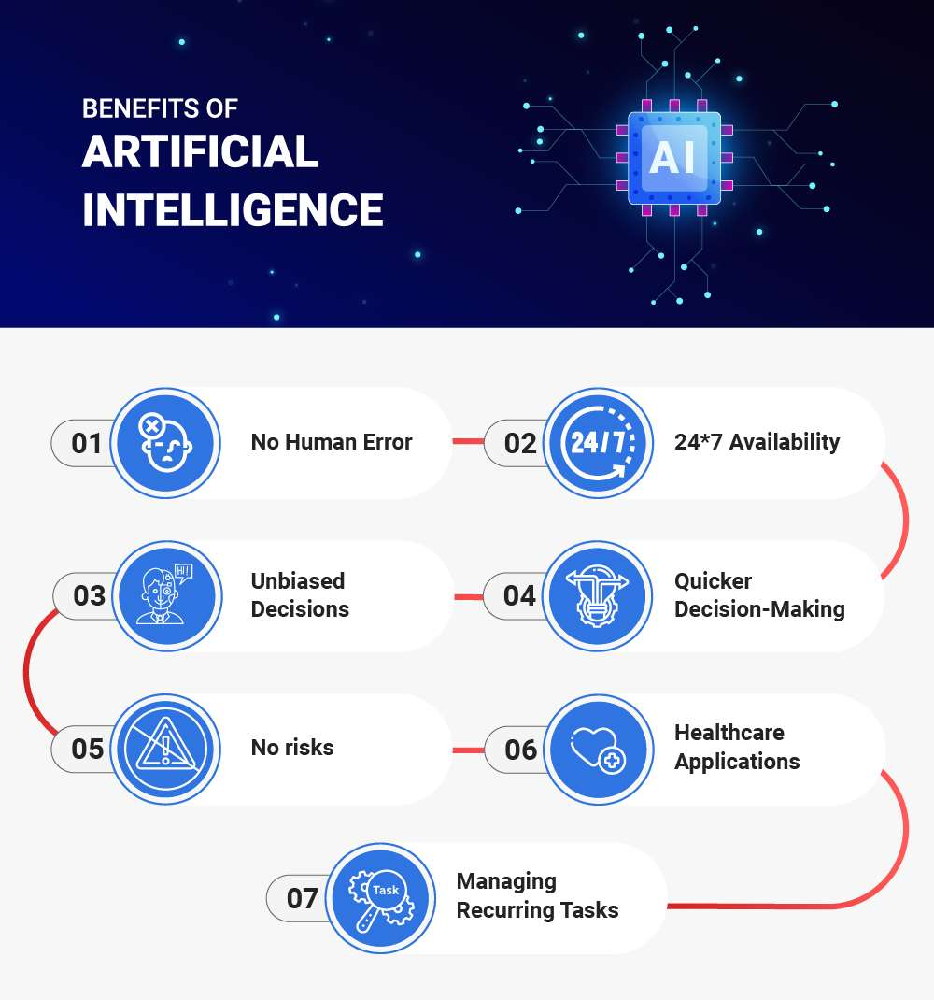 BENEFITS OF
ARTIFICIAL
INTELLIGENCE
AI
01
No Human Error
02
24/7
24*7 Availability
03
HI!
Unbiased
Decisions
04
Quicker
Decision-Making
05
No risks
06
Healthcare
Applications
07
Task
Managing
Recurring Tasks